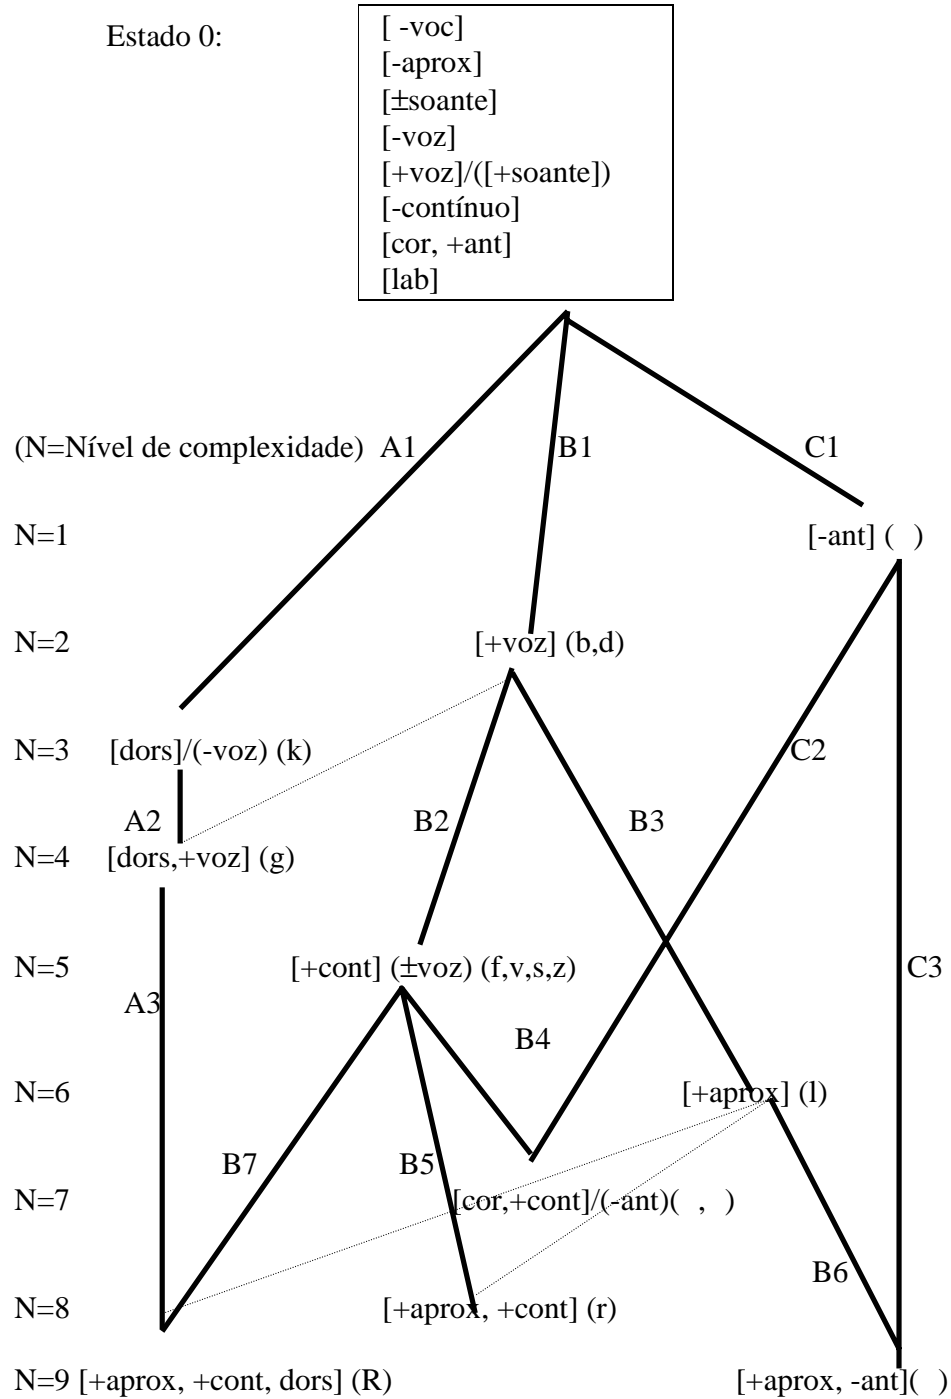 Estado 0:
[ -voc]
[-aprox]
[±soante]
[-voz]
[+voz]/([+soante])
[-contínuo]
[cor, +ant]
[lab]
(N=Nível de complexidade) A1 B1 C1
N=1 [-ant] ( )
N=2 [+voz] (b,d)
N=3 [dors]/(-voz) (k) C2
A2 B2 B3
N=4 [dors,+voz] (g)
N=5 [+cont] (±voz) (f,v,s,z) C3
A3
B4
N=6 [+aprox] (l)
B7 B5
N=7 [cor,+cont]/(-ant)( , )
B6
N=8 [+aprox, +cont] (r)
N=9 [+aprox, +cont, dors] (R) [+aprox, -ant]( )